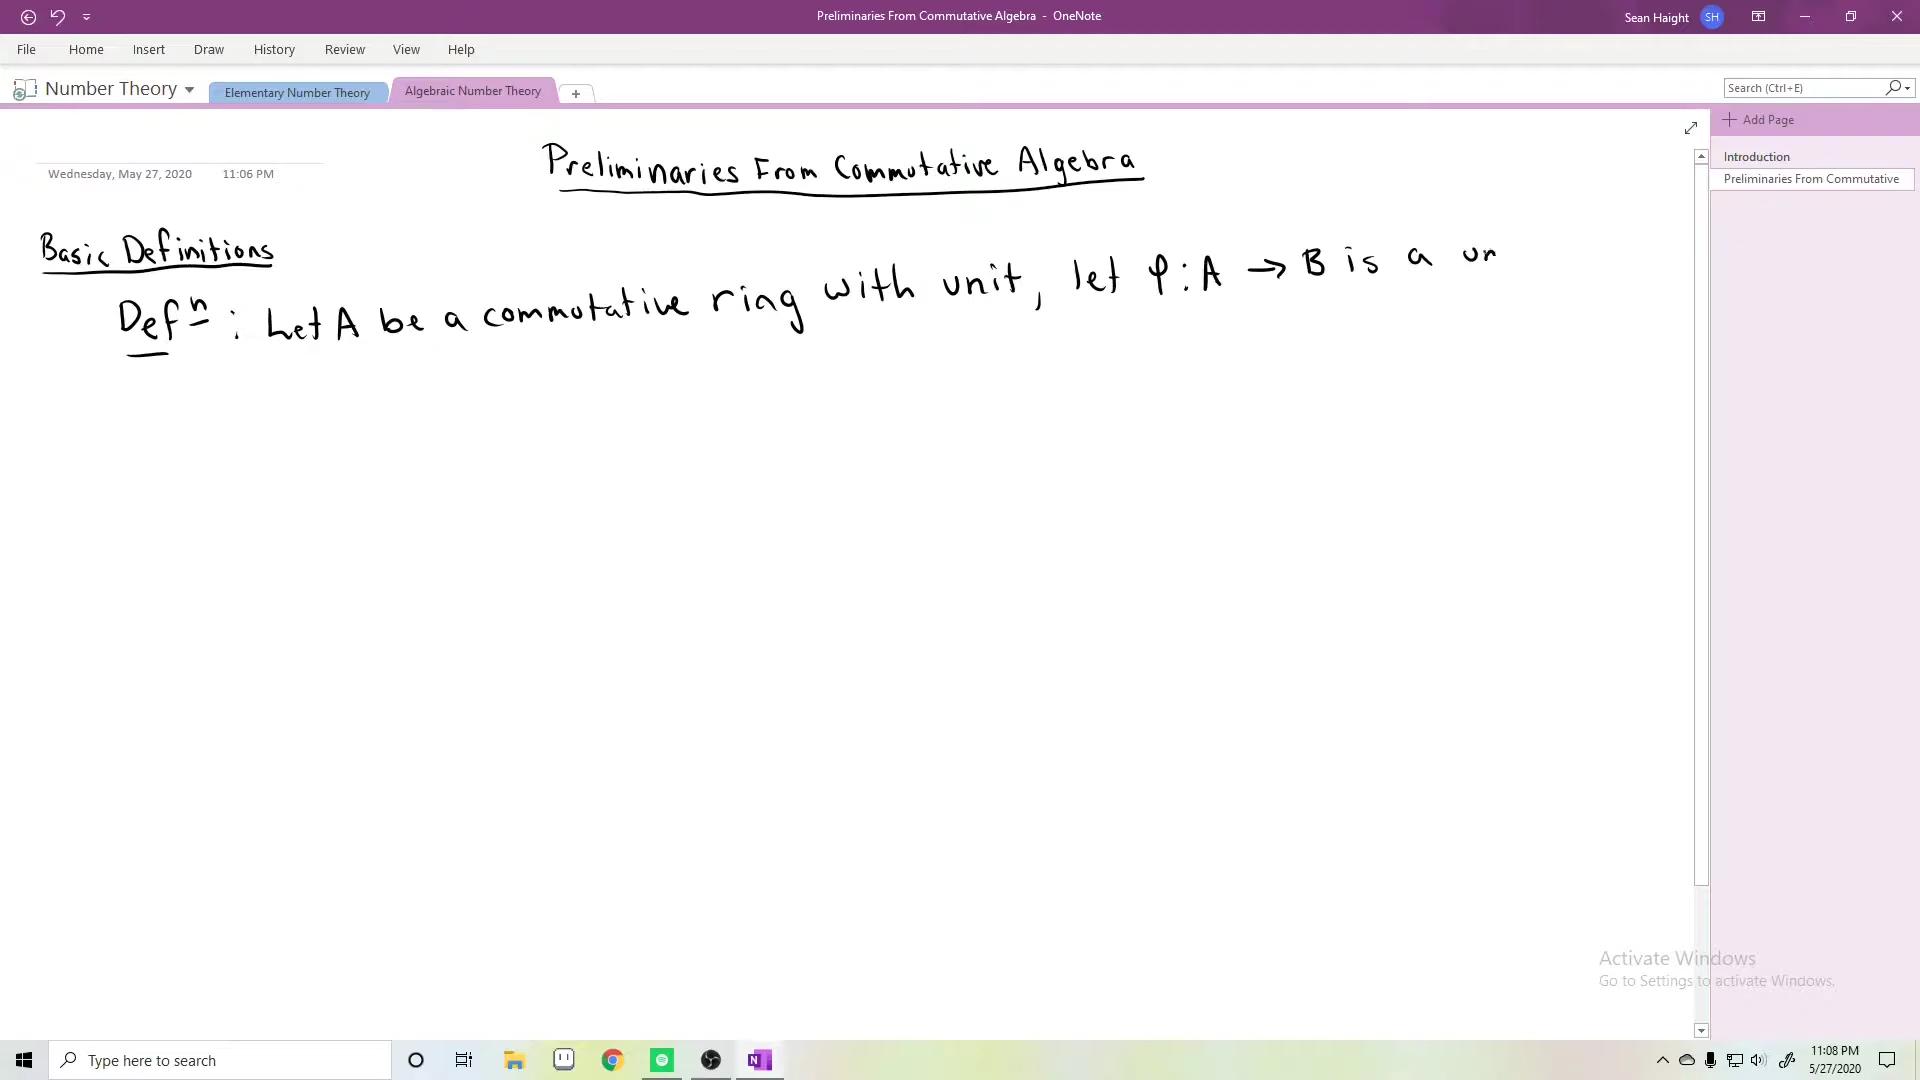 Preliminaries From Commutative Algebra - OneNote
Sean Haight
SH
File Home Insert Draw History Review View Help
Number Theory
Elementary Number Theory
Algebraic Number Theory
Search (Ctrl+E)
Add Page
Introduction
Preliminaries From Commutative
Preliminaries From Commutative Algebra
Wednesday, May 27, 2020 11:06 PM
Basic Definitions
Defⁿ: Let A be a commutative ring with unit, let φ: A → B is a un
Activate Windows
Go to Settings to activate Windows.
Type here to search
N
11:08 PM
5/27/2020